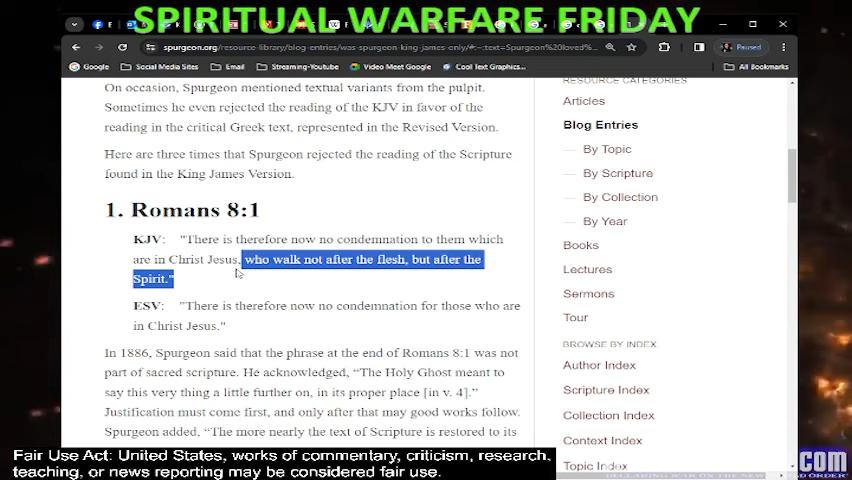 SPIRITUAL WARFARE FRIDAY
spurgeon.org/resource-library/blog-entries/was-spurgeon-king-james-only/#:~:text=Spurgeon%20loved%...
Paused
Google Social Media Sites Email Streaming-Youtube Video Meet Google Cool Text Graphics... All Bookmarks
On occasion, Spurgeon mentioned textual variants from the pulpit.
Sometimes he even rejected the reading of the KJV in favor of the
reading in the critical Greek text, represented in the Revised Version.
Here are three times that Spurgeon rejected the reading of the Scripture
found in the King James Version.
1. Romans 8:1
KJV: "There is therefore now no condemnation to them which
are in Christ Jesus, who walk not after the flesh, but after the
Spirit."
ESV: "There is therefore now no condemnation for those who are
in Christ Jesus."
In 1886, Spurgeon said that the phrase at the end of Romans 8:1 was not
part of sacred scripture. He acknowledged, “The Holy Ghost meant to
say this very thing a little further on, in its proper place [in v. 4].”
Justification must come first, and only after that may good works follow.
Spurgeon added, “The more nearly the text of Scripture is restored to its
RESOURCE CATEGORIES
Articles
Blog Entries
By Topic
By Scripture
By Collection
By Year
Books
Lectures
Sermons
Tour
BROWSE BY INDEX
Author Index
Scripture Index
Collection Index
Context Index
Topic Index
Fair Use Act: United States, works of commentary, criticism, research,
teaching, or news reporting may be considered fair use.
.com